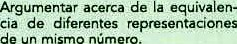 Argumentar acerca de la equivalen-
cia de diferentes representaciones
de un mismo número.